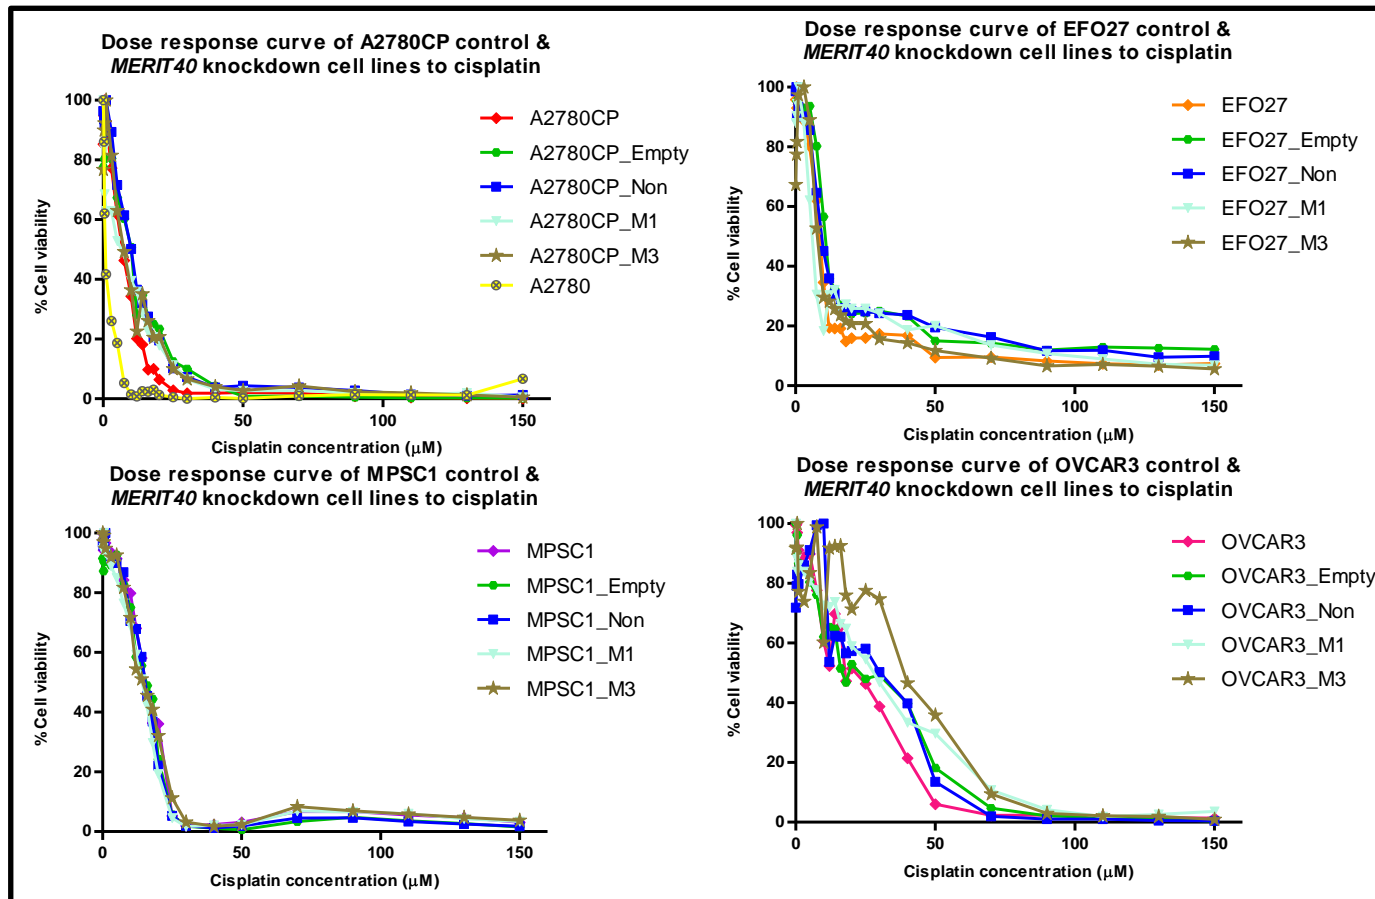 Dose response curve of A2780CP control &
MERIT40 knockdown cell lines to cisplatin
100
80
60
40
20
0
% Cell viability
0
50
100
150
Cisplatin concentration (μM)
A2780CP
A2780CP_Empty
A2780CP_Non
A2780CP_M1
A2780CP_M3
A2780
Dose response curve of EFO27 control &
MERIT40 knockdown cell lines to cisplatin
100
80
60
40
20
0
% Cell viability
0
50
100
150
Cisplatin concentration (μM)
EFO27
EFO27_Empty
EFO27_Non
EFO27_M1
EFO27_M3
Dose response curve of MPSC1 control &
MERIT40 knockdown cell lines to cisplatin
100
80
60
40
20
0
% Cell viability
0
50
100
150
Cisplatin concentration (μM)
MPSC1
MPSC1_Empty
MPSC1_Non
MPSC1_M1
MPSC1_M3
Dose response curve of OVCAR3 control &
MERIT40 knockdown cell lines to cisplatin
100
80
60
40
20
0
% Cell viability
0
50
100
150
Cisplatin concentration (μM)
OVCAR3
OVCAR3_Empty
OVCAR3_Non
OVCAR3_M1
OVCAR3_M3